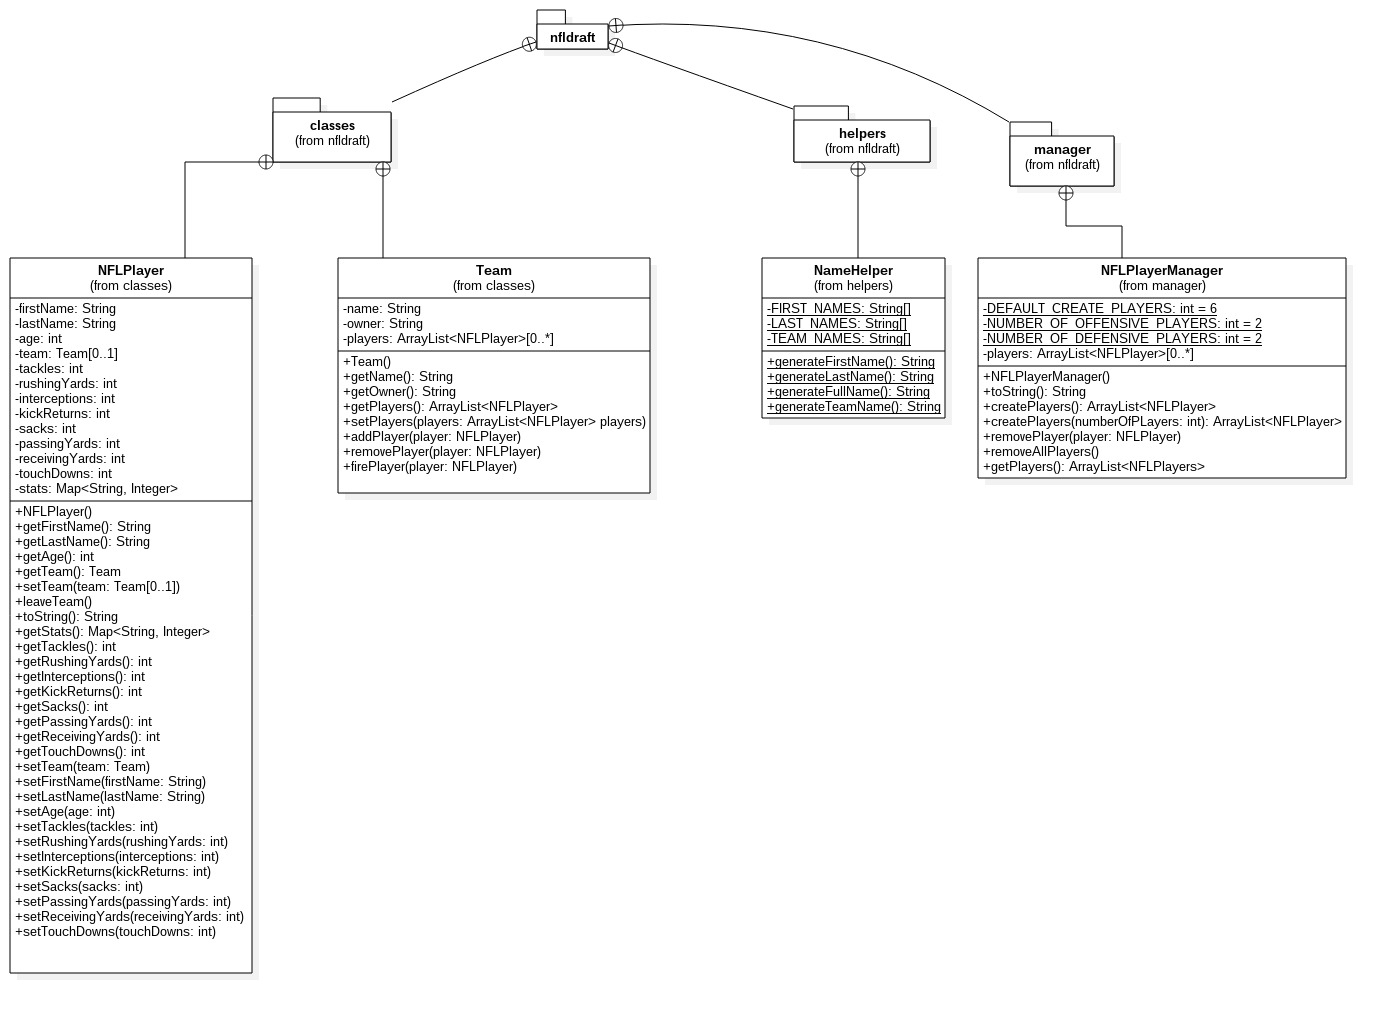 nfldraft
classes
(from nfldraft)
helpers
(from nfldraft)
manager
(from nfldraft)
NFLPlayer
(from classes)
-firstName: String
-lastName: String
-age: int
-team: Team[0..1]
-tackles: int
-rushingYards: int
-interceptions: int
-kickReturns: int
-sacks: int
-passingYards: int
-receivingYards: int
-touchDowns: int
-stats: Map<String, Integer>
+NFLPlayer()
+getFirstName(): String
+getLastName(): String
+getAge(): int
+getTeam(): Team
+setTeam(team: Team[0..1])
+leaveTeam()
+toString(): String
+getStats(): Map<String, Integer>
+getTackles(): int
+getRushingYards(): int
+getInterceptions(): int
+getKickReturns(): int
+getSacks(): int
+getPassingYards(): int
+getReceivingYards(): int
+getTouchDowns(): int
+setTeam(team: Team)
+setFirstName(firstName: String)
+setLastName(lastName: String)
+setAge(age: int)
+setTackles(tackles: int)
+setRushingYards(rushingYards: int)
+setInterceptions(interceptions: int)
+setKickReturns(kickReturns: int)
+setSacks(sacks: int)
+setPassingYards(passingYards: int)
+setReceivingYards(receivingYards: int)
+setTouchDowns(touchDowns: int)
Team
(from classes)
-name: String
-owner: String
-players: ArrayList<NFLPlayer>[0..*]
+Team()
+getName(): String
+getOwner(): String
+getPlayers(): ArrayList<NFLPlayer>
+setPlayers(players: ArrayList<NFLPlayer> players)
+addPlayer(player: NFLPlayer)
+removePlayer(player: NFLPlayer)
+firePlayer(player: NFLPlayer)
NameHelper
(from helpers)
-FIRST_NAMES: String[]
-LAST_NAMES: String[]
-TEAM_NAMES: String[]
+generateFirstName(): String
+generateLastName(): String
+generateFullName(): String
+generateTeamName(): String
NFLPlayerManager
(from manager)
-DEFAULT_CREATE_PLAYERS: int = 6
-NUMBER_OF_OFFENSIVE_PLAYERS: int = 2
-NUMBER_OF_DEFENSIVE_PLAYERS: int = 2
-players: ArrayList<NFLPlayer>[0..*]
+NFLPlayerManager()
+toString(): String
+createPlayers(): ArrayList<NFLPlayer>
+createPlayers(numberOfPLayers: int): ArrayList<NFLPlayer>
+removePlayer(player: NFLPlayer)
+removeAllPlayers()
+getPlayers(): ArrayList<NFLPlayers>